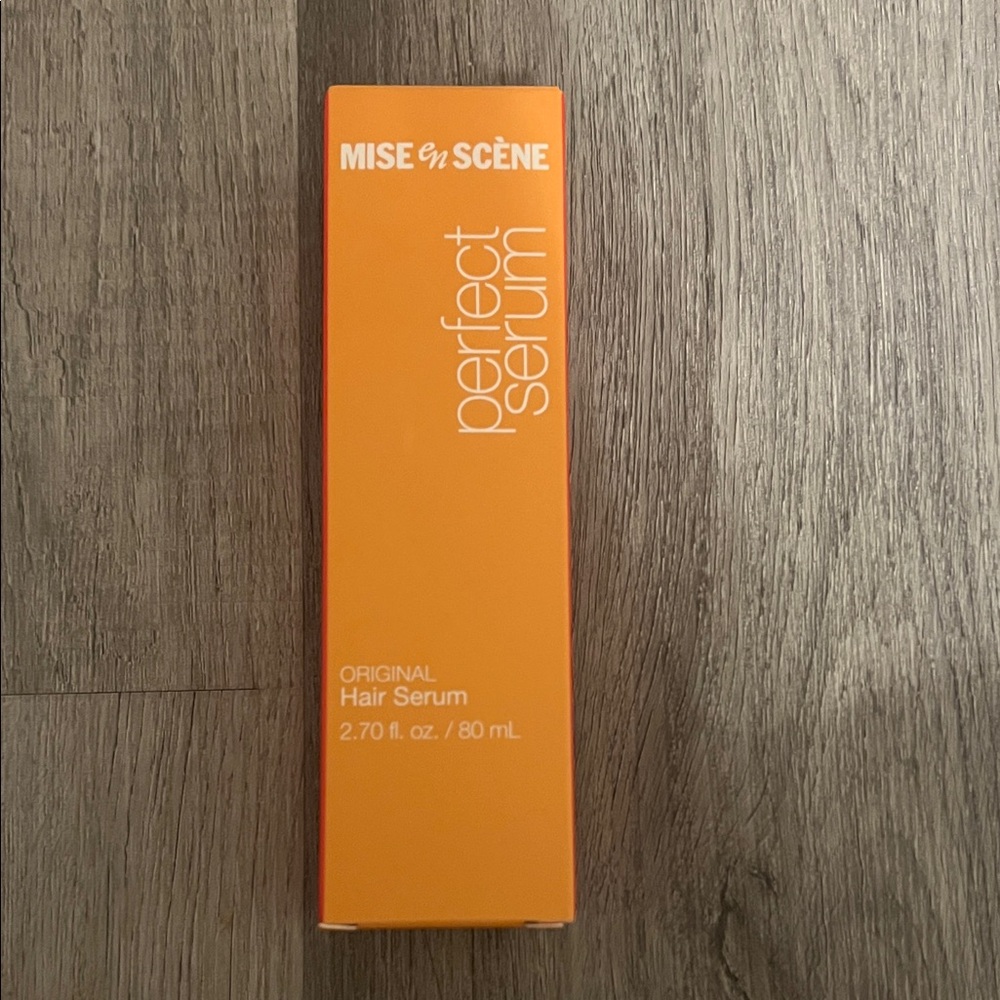 MISE en SCÈNE
perfect
serum
ORIGINAL
Hair Serum
2.70 fl. oz. / 80 mL